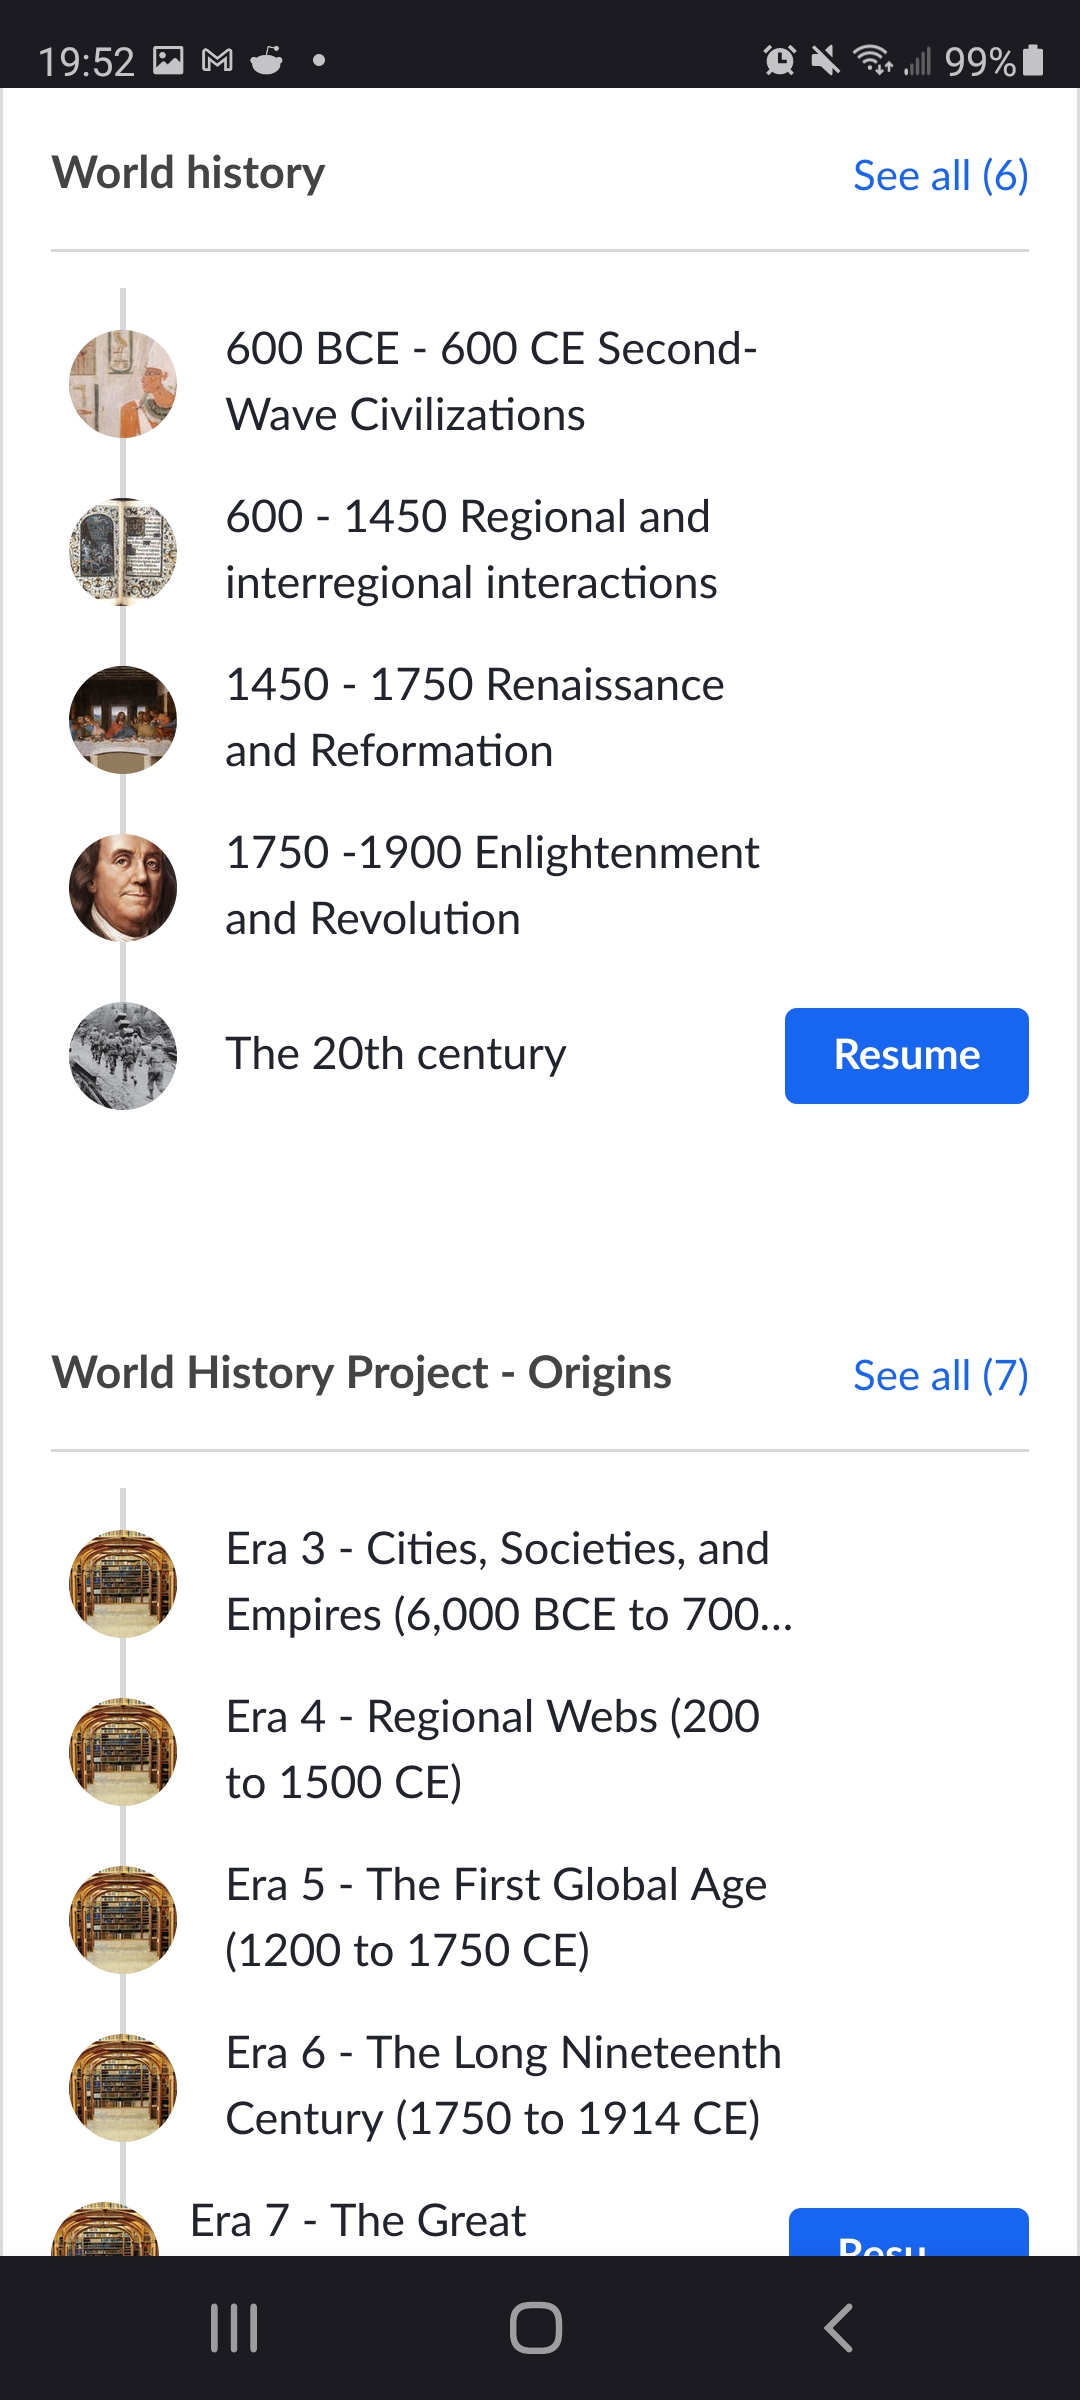 19:52
99%
World history
See all (6)
600 BCE - 600 CE Second-
Wave Civilizations
600 - 1450 Regional and
interregional interactions
1450 - 1750 Renaissance
and Reformation
1750 -1900 Enlightenment
and Revolution
The 20th century
Resume
World History Project - Origins
See all (7)
Era 3 - Cities, Societies, and
Empires (6,000 BCE to 700...
Era 4 - Regional Webs (200
to 1500 CE)
Era 5 - The First Global Age
(1200 to 1750 CE)
Era 6 - The Long Nineteenth
Century (1750 to 1914 CE)
Era 7 - The Great
Resu